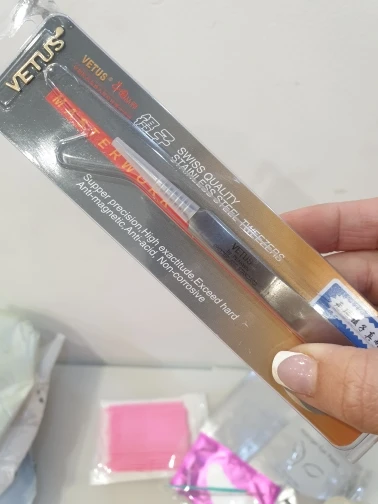 VETUS®
VETUS®
MASTERWORK
SWISS QUALITY
STAINLESS STEEL TWEEZERS
Supper precision,High exactitude,Exceed hard
Anti-magnetic,Anti-acid, Non-corrosive
Vetus